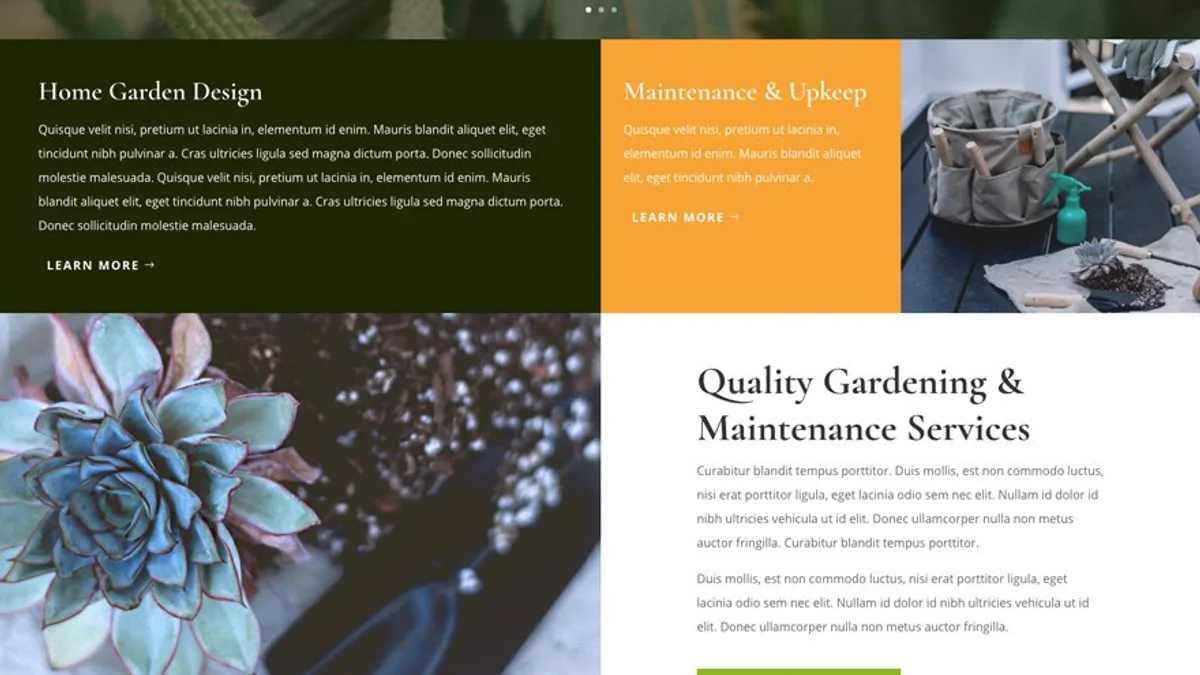 Home Garden Design
Quisque velit nisi, pretium ut lacinia in, elementum id enim. Mauris blandit aliquet elit, eget
tincidunt nibh pulvinar a. Cras ultricies ligula sed magna dictum porta. Donec sollicitudin
molestie malesuada. Quisque velit nisi, pretium ut lacinia in, elementum id enim. Mauris
blandit aliquet elit, eget tincidunt nibh pulvinar a. Cras ultricies ligula sed magna dictum porta.
Donec sollicitudin molestie malesuada.
LEARN MORE →
Maintenance & Upkeep
Quisque velit nisi, pretium ut lacinia in,
elementum id enim. Mauris blandit aliquet
elit, eget tincidunt nibh pulvinar a.
LEARN MORE →
Quality Gardening &
Maintenance Services
Curabitur blandit tempus porttitor. Duis mollis, est non commodo luctus,
nisi erat porttitor ligula, eget lacinia odio sem nec elit. Nullam id dolor id
nibh ultricies vehicula ut id elit. Donec ullamcorper nulla non metus
auctor fringilla. Curabitur blandit tempus porttitor.
Duis mollis, est non commodo luctus, nisi erat porttitor ligula, eget
lacinia odio sem nec elit. Nullam id dolor id nibh ultricies vehicula ut id
elit. Donec ullamcorper nulla non metus auctor fringilla.